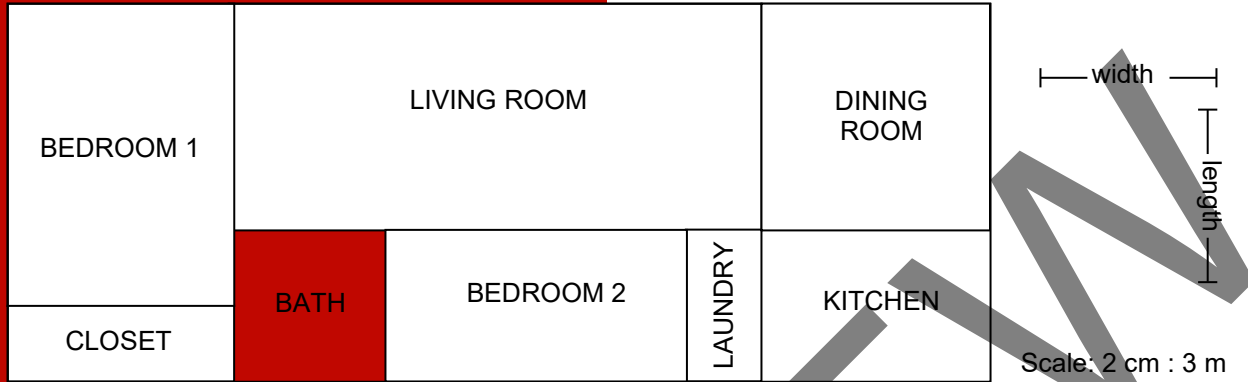 BEDROOM 1
LIVING ROOM
DINING
ROOM
width
length
BATH
BEDROOM 2
LAUNDRY
KITCHEN
CLOSET
Scale: 2 cm : 3 m